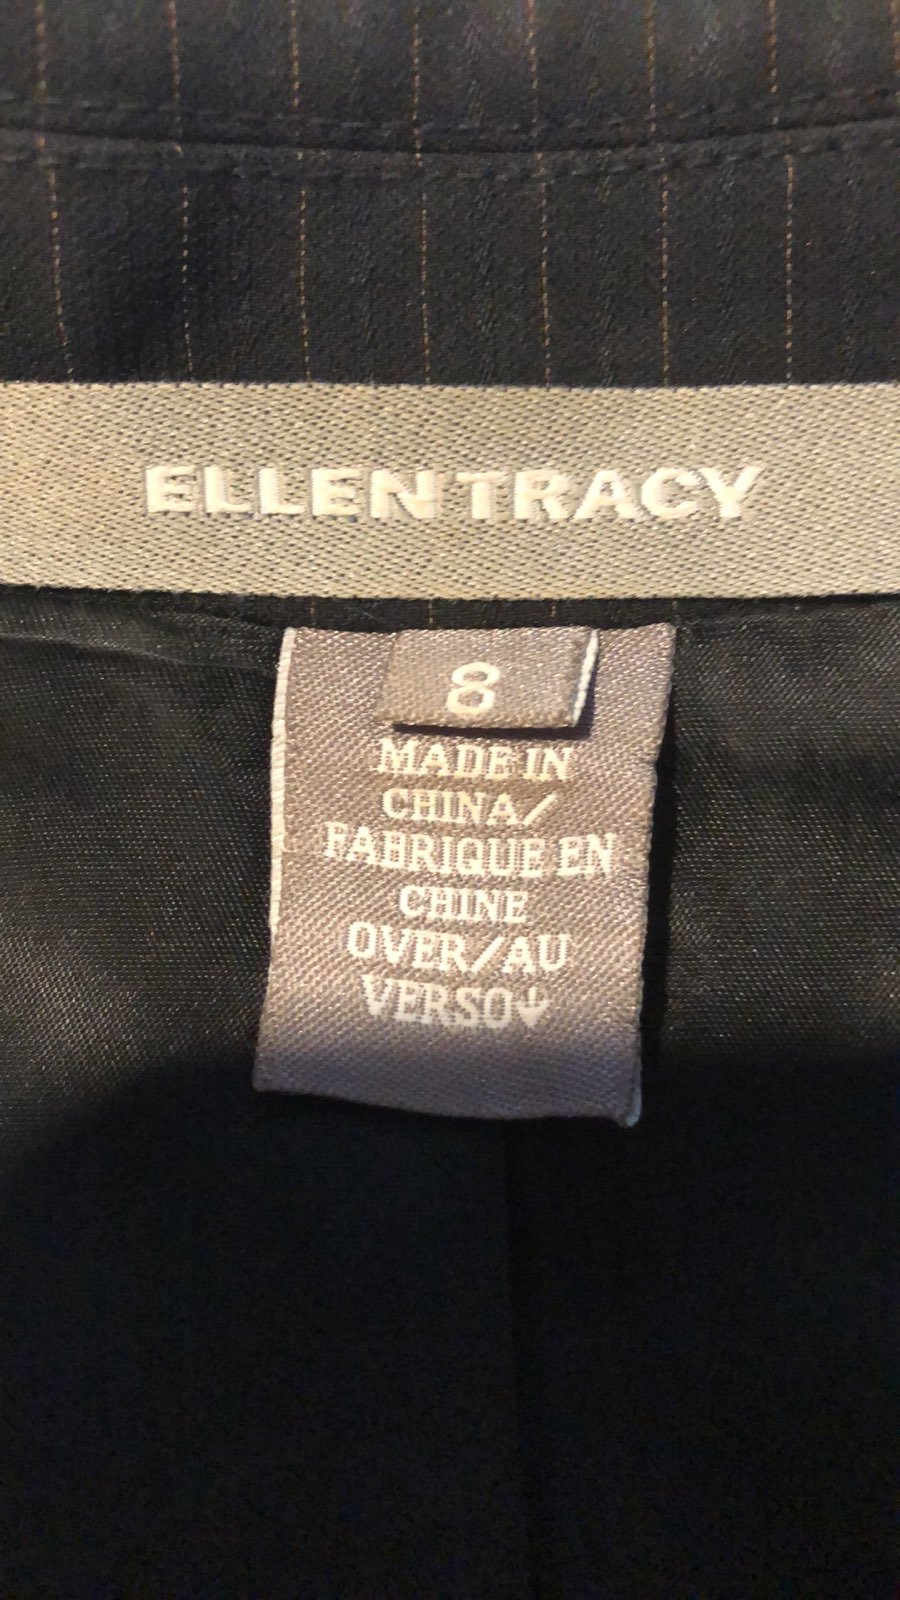 ELLEN TRACY
8
MADE IN
CHINA/
FABRIQUE EN
CHINE
OVER/AU
VERSO↓